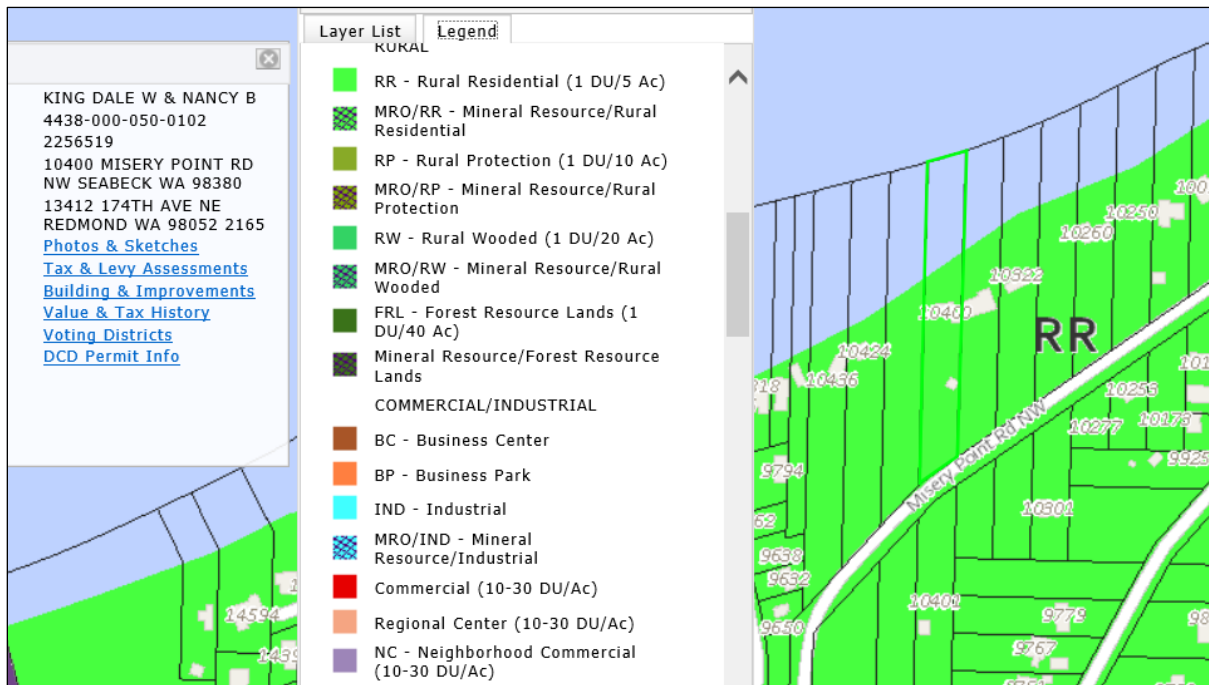 Layer List
Legend
RURAL
KING DALE W & NANCY B
4438-000-050-0102
2256519
10400 MISERY POINT RD
NW SEABECK WA 98380
13412 174TH AVE NE
REDMOND WA 98052 2165
Photos & Sketches
Tax & Levy Assessments
Building & Improvements
Value & Tax History
Voting Districts
DCD Permit Info
RR - Rural Residential (1 DU/5 Ac)
MRO/RR - Mineral Resource/Rural
Residential
RP - Rural Protection (1 DU/10 Ac)
MRO/RP - Mineral Resource/Rural
Protection
RW - Rural Wooded (1 DU/20 Ac)
MRO/RW - Mineral Resource/Rural
Wooded
FRL - Forest Resource Lands (1
DU/40 Ac)
Mineral Resource/Forest Resource
Lands
COMMERCIAL/INDUSTRIAL
BC - Business Center
BP - Business Park
IND - Industrial
MRO/IND - Mineral
Resource/Industrial
Commercial (10-30 DU/Ac)
Regional Center (10-30 DU/Ac)
NC - Neighborhood Commercial
(10-30 DU/Ac)
14594
10250
10260
10322
10400
RR
10424
10436
Misery Point Rd NW
10253
10277
10173
9925
9794
10301
9638
9632
10401
9650
9779
9767